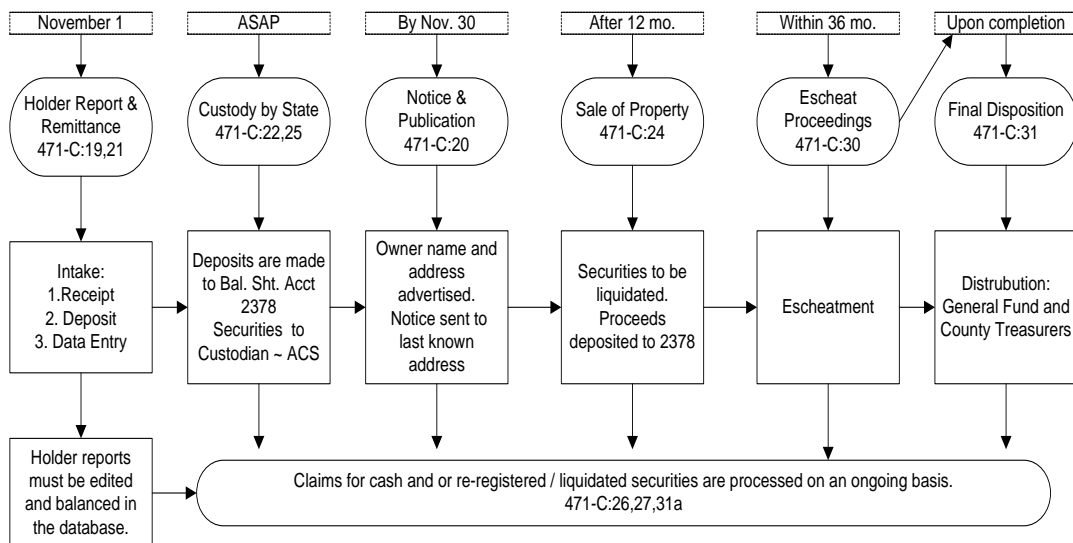 November 1
ASAP
By Nov. 30
After 12 mo.
Within 36 mo.
Upon completion
Holder Report &
Remittance
471-C:19,21
Custody by State
471-C:22,25
Notice &
Publication
471-C:20
Sale of Property
471-C:24
Escheat
Proceedings
471-C:30
Final Disposition
471-C:31
Intake:
1.Receipt
2. Deposit
3. Data Entry
Deposits are made
to Bal. Sht. Acct
2378
Securities to
Custodian ~ ACS
Owner name and
address
advertised.
Notice sent to
last known
address
Securities to be
liquidated.
Proceeds
deposited to 2378
Escheatment
Distrubution:
General Fund and
County Treasurers
Holder reports
must be edited
and balanced in
the database.
Claims for cash and or re-registered / liquidated securities are processed on an ongoing basis.
471-C:26,27,31a